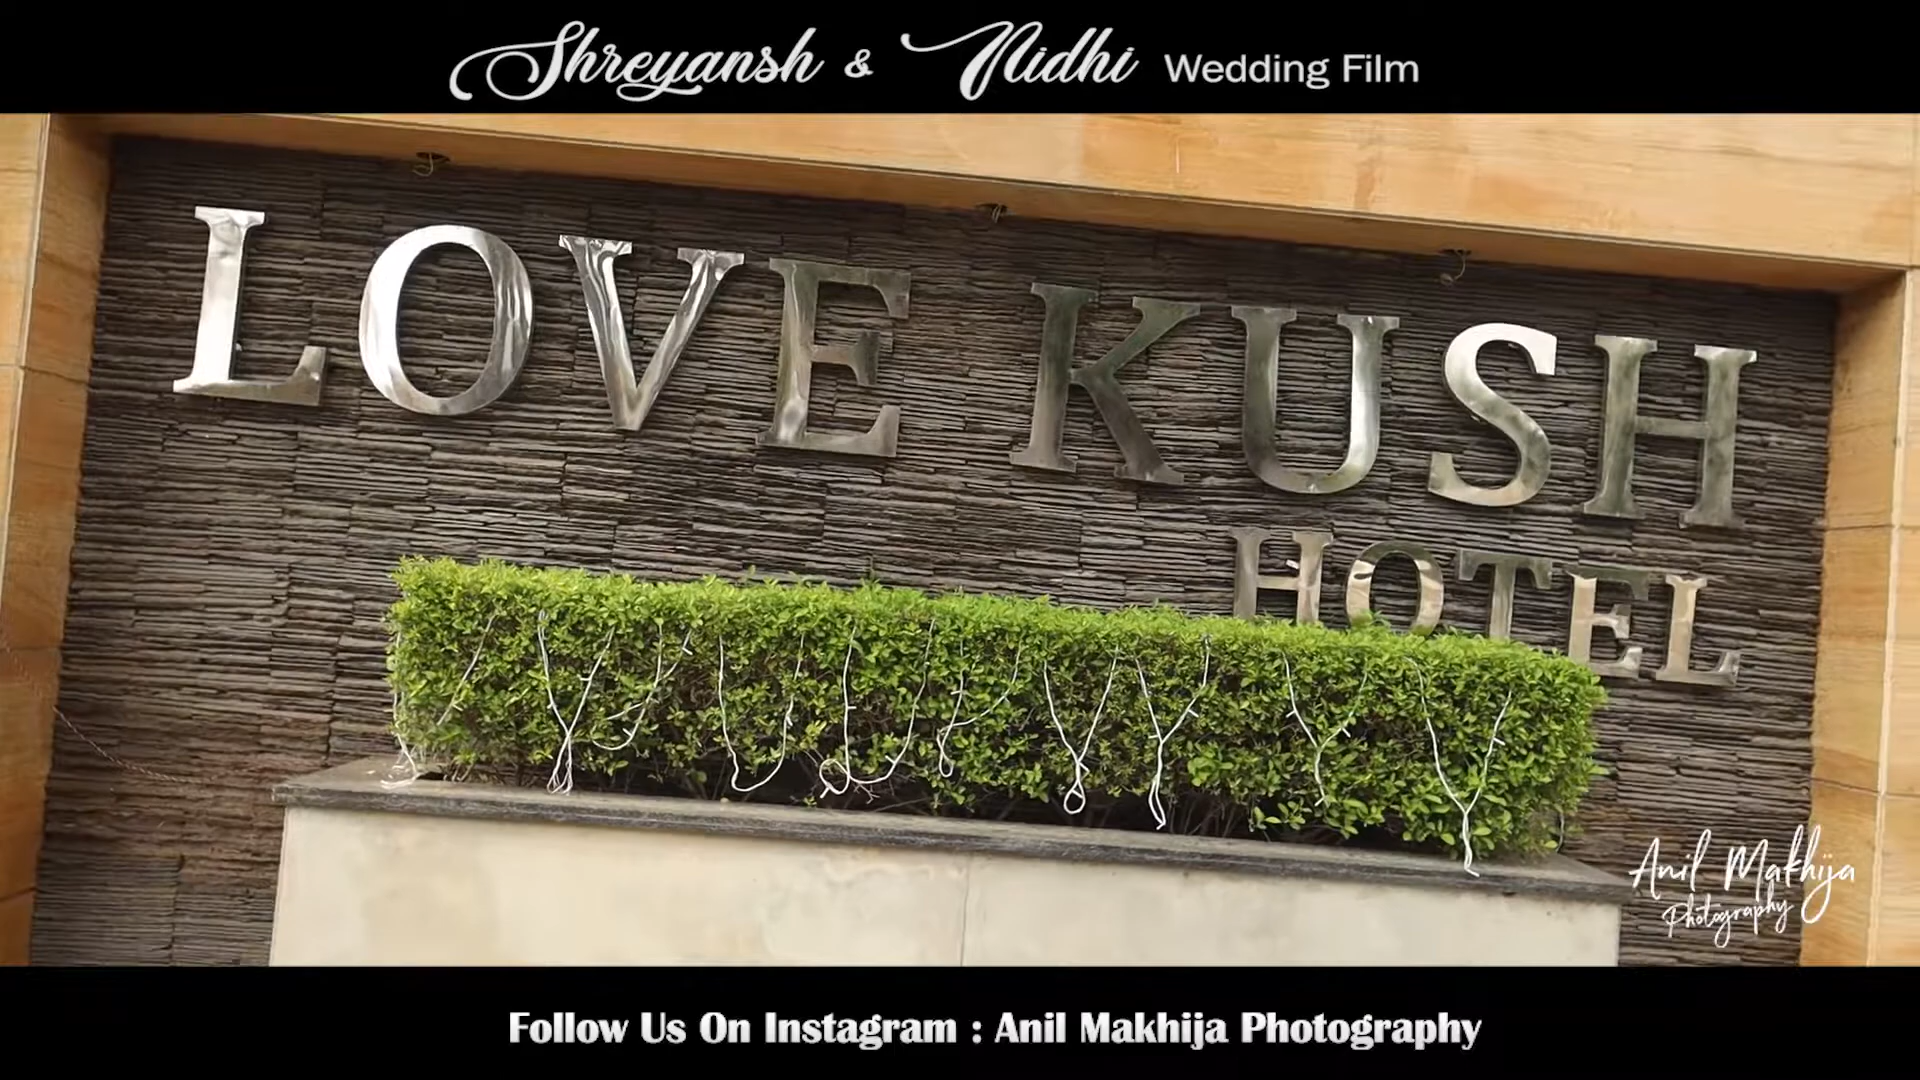 Shreyansh & Nidhi Wedding Film
LOVE KUSH
HOTEL
Anil Makhija
Photography
Follow Us On Instagram : Anil Makhija Photography